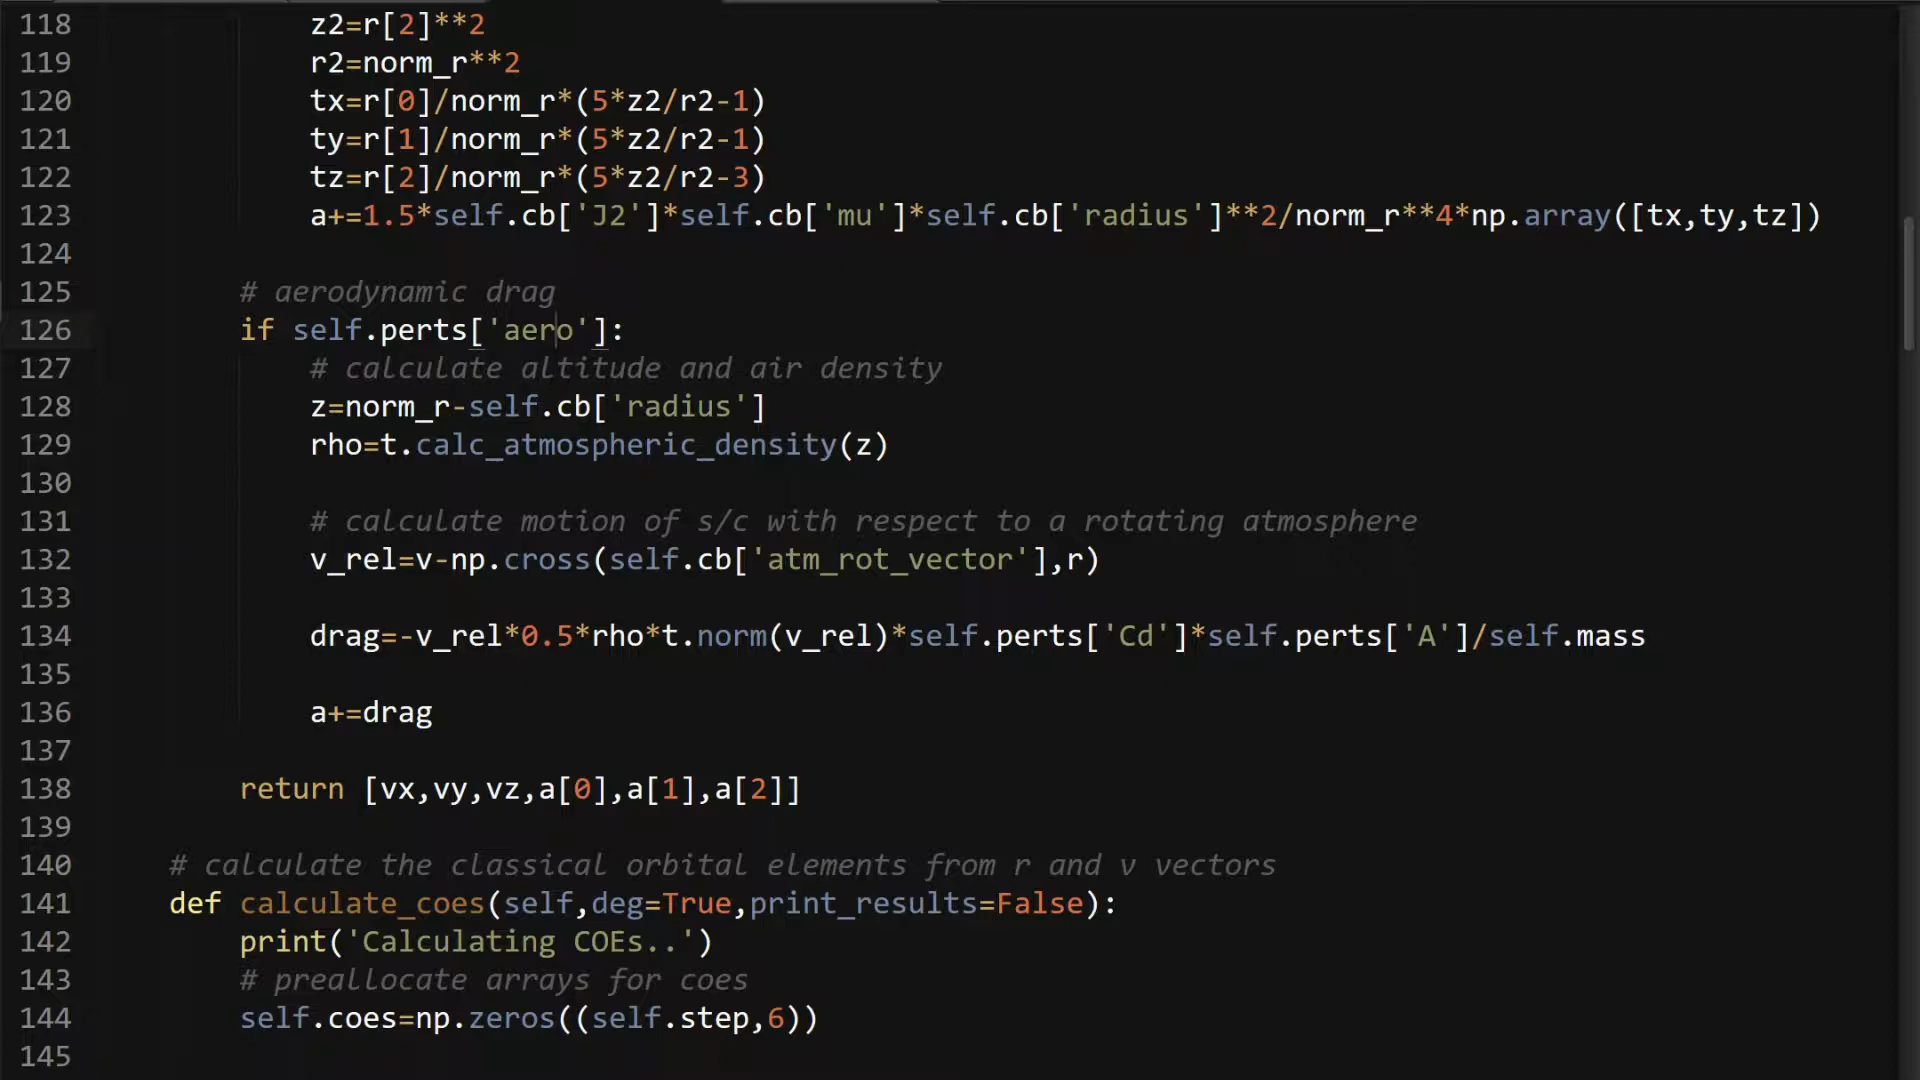 118 z2=r[2]**2
119 r2=norm_r**2
120 tx=r[0]/norm_r*(5*z2/r2-1)
121 ty=r[1]/norm_r*(5*z2/r2-1)
122 tz=r[2]/norm_r*(5*z2/r2-3)
123 a+=1.5*self.cb['J2']*self.cb['mu']*self.cb['radius']**2/norm_r**4*np.array([tx,ty,tz])
124
125 # aerodynamic drag
126 if self.perts['aero']:
127 # calculate altitude and air density
128 z=norm_r-self.cb['radius']
129 rho=t.calc_atmospheric_density(z)
130
131 # calculate motion of s/c with respect to a rotating atmosphere
132 v_rel=v-np.cross(self.cb['atm_rot_vector'],r)
133
134 drag=-v_rel*0.5*rho*t.norm(v_rel)*self.perts['Cd']*self.perts['A']/self.mass
135
136 a+=drag
137
138 return [vx,vy,vz,a[0],a[1],a[2]]
139
140 # calculate the classical orbital elements from r and v vectors
141 def calculate_coes(self,deg=True,print_results=False):
142 print('Calculating COEs..')
143 # preallocate arrays for coes
144 self.coes=np.zeros((self.step,6))
145